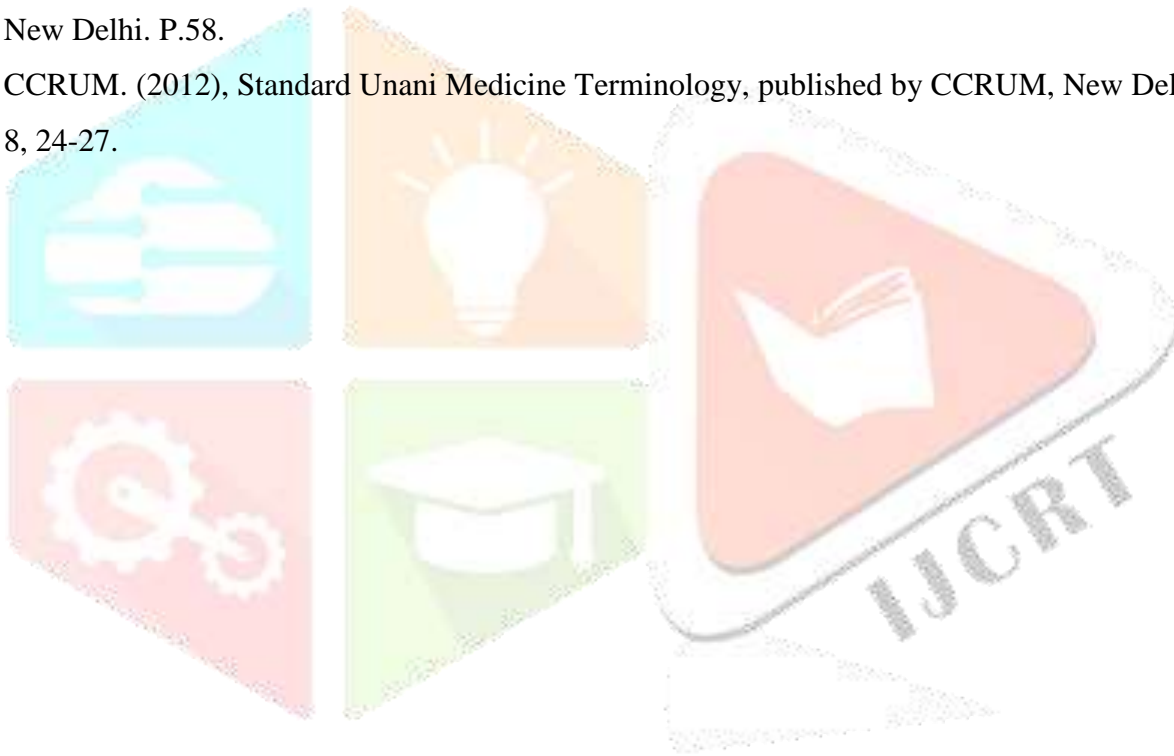 New Delhi. P.58.
CCRUM. (2012), Standard Unani Medicine Terminology, published by CCRUM, New Del
8, 24-27.
IJCRT